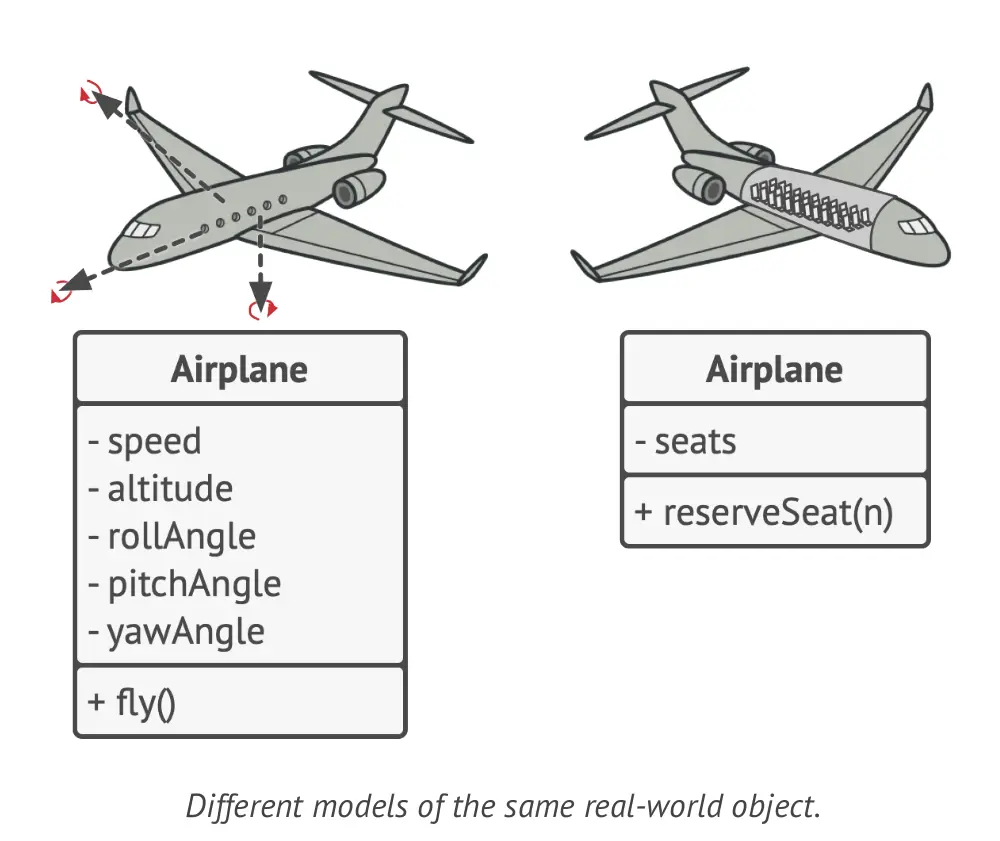 Airplane
- speed
- altitude
- rollAngle
- pitchAngle
- yawAngle
+ fly()
Airplane
- seats
+ reserveSeat(n)
Different models of the same real-world object.